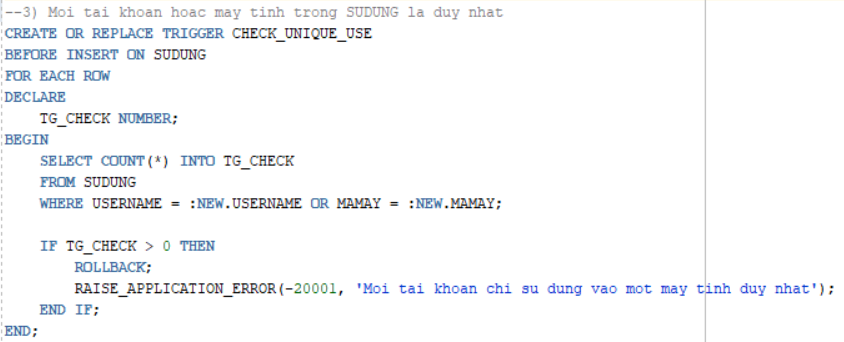 --3) Moi tai khoan hoac may tinh trong SUDUNG la duy nhat
CREATE OR REPLACE TRIGGER CHECK_UNIQUE_USE
BEFORE INSERT ON SUDUNG
FOR EACH ROW
DECLARE
    TG_CHECK NUMBER;
BEGIN
    SELECT COUNT(*) INTO TG_CHECK
    FROM SUDUNG
    WHERE USERNAME = :NEW.USERNAME OR MAMAY = :NEW.MAMAY;

    IF TG_CHECK > 0 THEN
        ROLLBACK;
        RAISE_APPLICATION_ERROR(-20001, 'Moi tai khoan chi su dung vao mot may tinh duy nhat');
    END IF;
END;